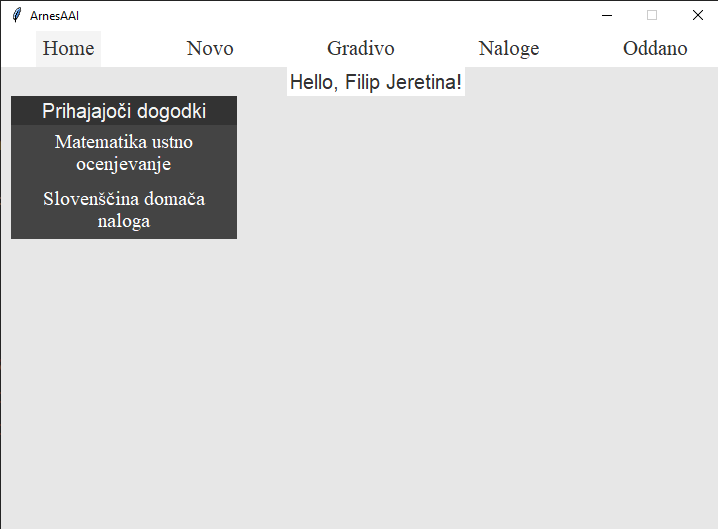 ArnesAAI
Home Novo Gradivo Naloge Oddano
Hello, Filip Jeretina!
Prihajajoči dogodki
Matematika ustno
ocenjevanje
Slovenščina domača
naloga